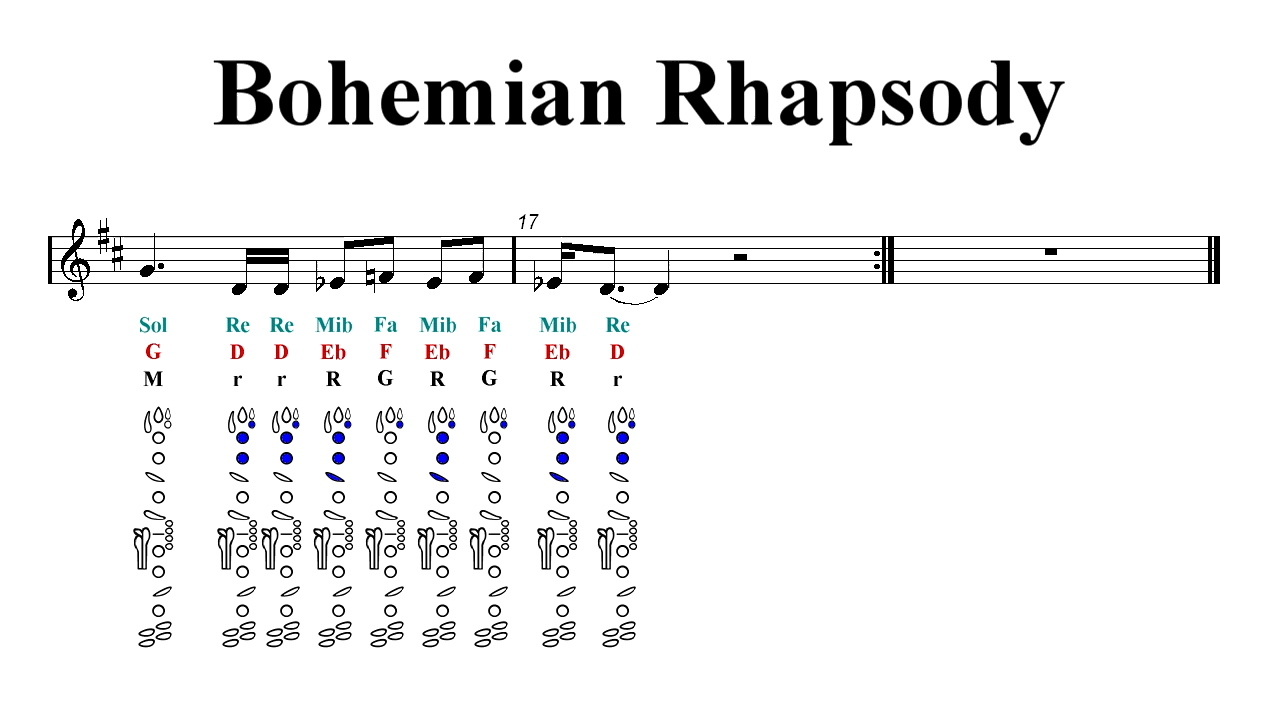 Bohemian Rhapsody
17
Sol Re Re Mib Fa Mib Fa Mib Re
G D D Eb F Eb F Eb D
M r r R G R G R r